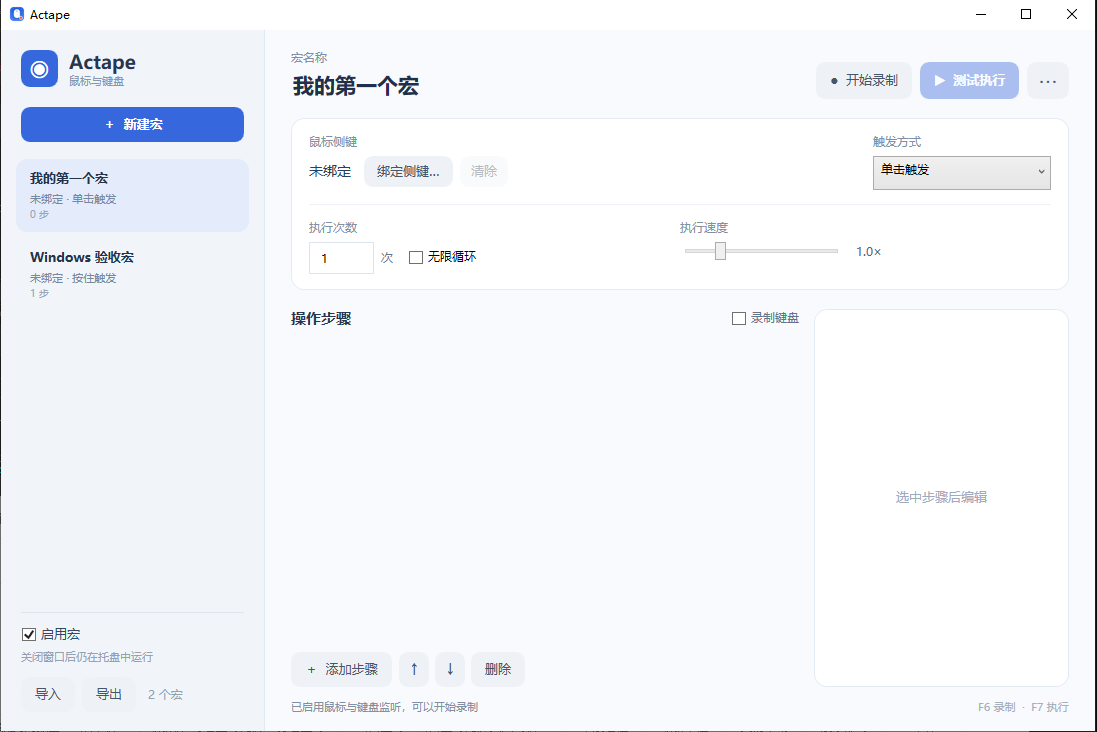 Actape
Actape
鼠标与键盘
+ 新建宏
我的第一个宏
未绑定 · 单击触发
0 步
Windows 验收宏
未绑定 · 按住触发
1 步
启用宏
关闭窗口后仍在托盘中运行
导入
导出
2 个宏
宏名称
我的第一个宏
● 开始录制
▶ 测试执行
···
鼠标侧键
未绑定
绑定侧键...
清除
触发方式
单击触发
执行次数
1 次
无限循环
执行速度
1.0×
操作步骤
录制键盘
选中步骤后编辑
+ 添加步骤
↑
↓
删除
已启用鼠标与键盘监听，可以开始录制
F6 录制 · F7 执行